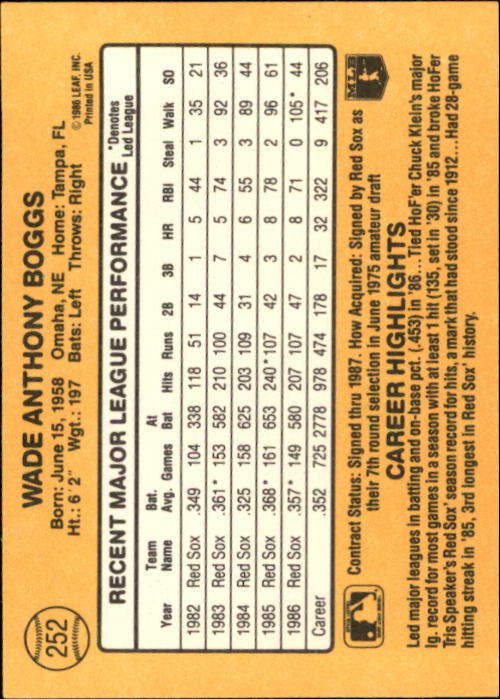 252
WADE ANTHONY BOGGS
Born: June 15, 1958 Omaha, NE Home: Tampa, FL
Ht.: 6' 2" Wgt.: 197 Bats: Left Throws: Right
©1986 LEAF, INC.
Printed in USA
RECENT MAJOR LEAGUE PERFORMANCE *Denotes Led League
Year Team Name Bat. Avg. Games At Bat Hits Runs 2B 3B HR RBI Steal Walk SO
1982 Red Sox .349 104 338 118 51 14 1 5 44 1 35 21
1983 Red Sox .361* 153 582 210 100 44 7 5 74 3 92 36
1984 Red Sox .325 158 625 203 109 31 4 6 55 3 89 44
1985 Red Sox .368* 161 653 240* 107 42 3 8 78 2 96 61
1986 Red Sox .357* 149 580 207 107 47 2 8 71 0 105* 44
Career .352 725 2778 978 474 178 17 32 322 9 417 206
Contract Status: Signed thru 1987. How Acquired: Signed by Red Sox as
their 7th round selection in June 1975 amateur draft
MLB
CAREER HIGHLIGHTS
Led major leagues in batting and on-base pct. (.453) in '86...Tied HoF'er Chuck Klein's major
lg. record for most games in a season with at least 1 hit (135, set in '30) in '85 and broke HoFer
Tris Speaker's Red Sox' season record for hits, a mark that had stood since 1912...Had 28-game
hitting streak in '85, 3rd longest in Red Sox' history.